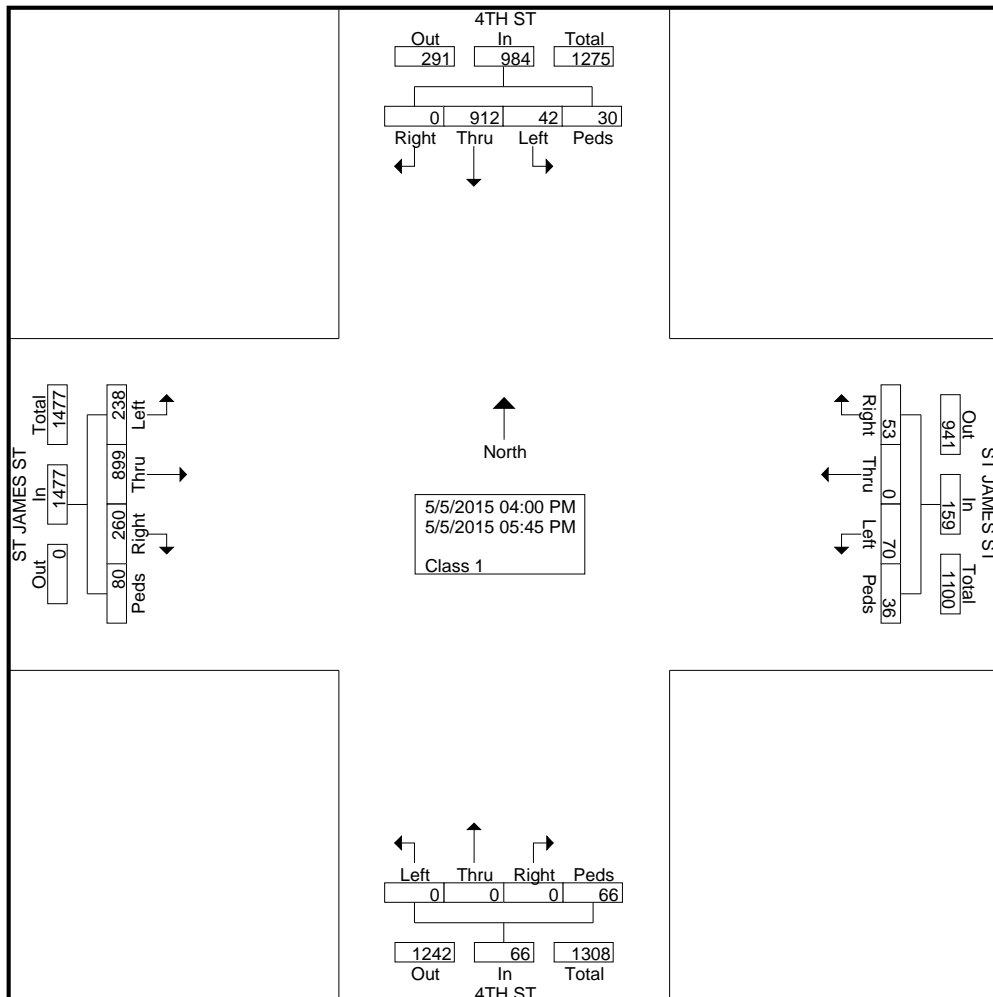 4TH ST
Out In Total
291 984 1275
0 912 42 30
Right Thru Left Peds
ST JAMES ST
Total In Out
1477 1477 0
238 899 260 80
Left Thru Right Peds
North
5/5/2015 04:00 PM
5/5/2015 05:45 PM
Class 1
Right Thru Left Peds
53 0 70 36
941 159 1100
Out In Total
ST JAMES ST
Left Thru Right Peds
0 0 0 66
1242 66 1308
Out In Total
4TH ST